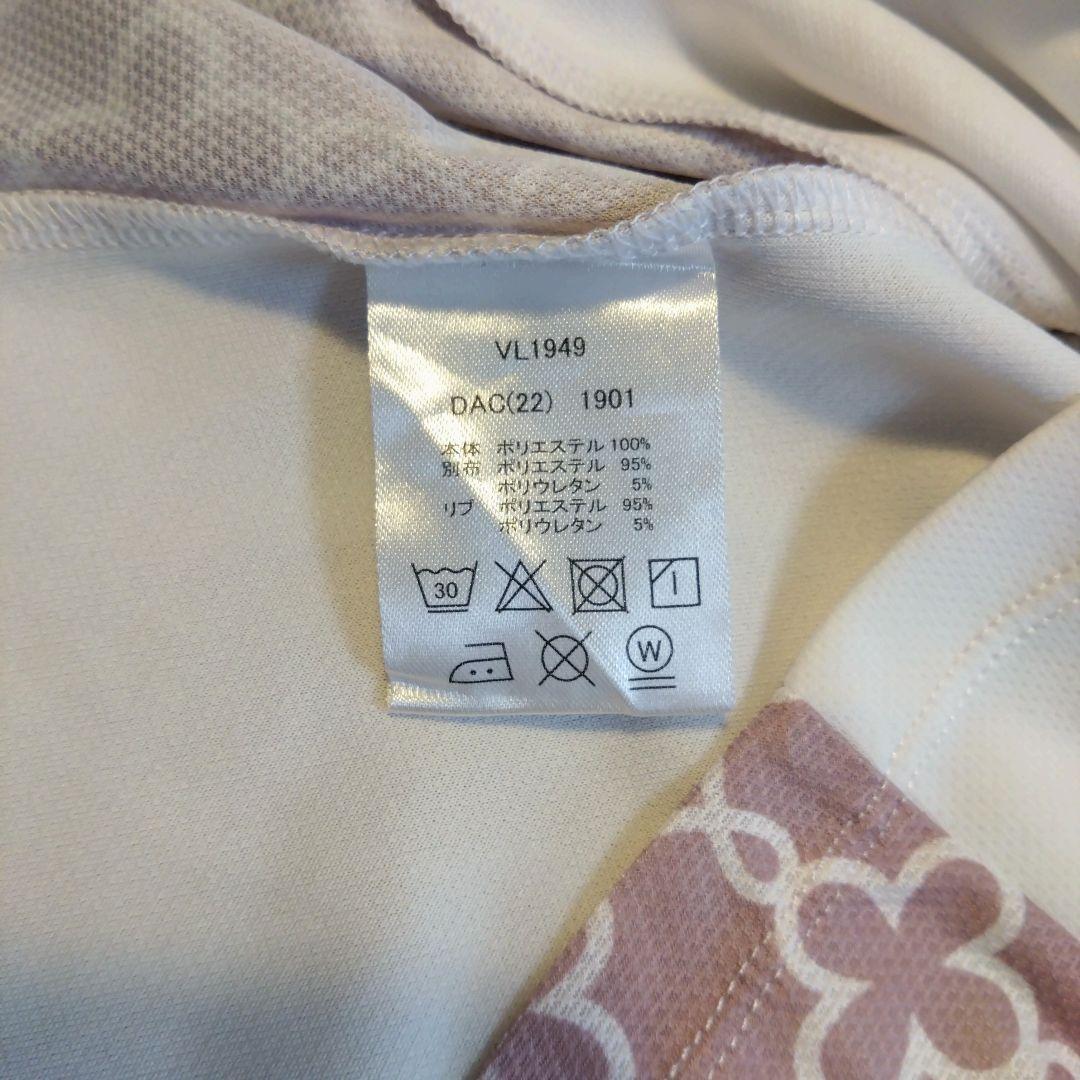 VL1949
DAC(22) 1901
本体 ポリエステル 100%
別布 ポリエステル 95%
ポリウレタン 5%
リブ ポリエステル 95%
ポリウレタン 5%
30
W